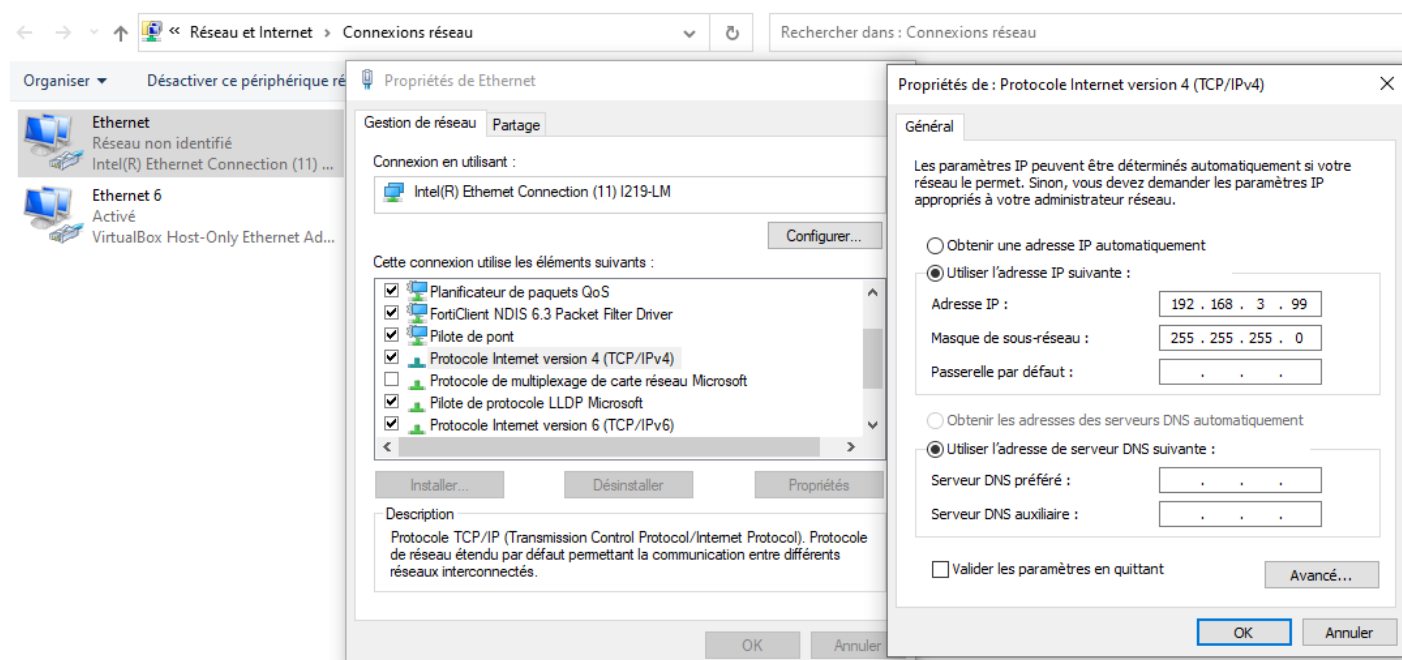 « Réseau et Internet › Connexions réseau
Rechercher dans : Connexions réseau
Organiser
Désactiver ce périphérique ré
Ethernet
Réseau non identifié
Intel(R) Ethernet Connection (11) ...
Ethernet 6
Activé
VirtualBox Host-Only Ethernet Ad...
Propriétés de Ethernet
Gestion de réseau
Partage
Connexion en utilisant :
Intel(R) Ethernet Connection (11) I219-LM
Configurer...
Cette connexion utilise les éléments suivants :
Planificateur de paquets QoS
FortiClient NDIS 6.3 Packet Filter Driver
Pilote de pont
Protocole Internet version 4 (TCP/IPv4)
Protocole de multiplexage de carte réseau Microsoft
Pilote de protocole LLDP Microsoft
Protocole Internet version 6 (TCP/IPv6)
Installer...
Désinstaller
Propriétés
Description
Protocole TCP/IP (Transmission Control Protocol/Internet Protocol). Protocole
de réseau étendu par défaut permettant la communication entre différents
réseaux interconnectés.
OK
Annuler
Propriétés de : Protocole Internet version 4 (TCP/IPv4)
Général
Les paramètres IP peuvent être déterminés automatiquement si votre
réseau le permet. Sinon, vous devez demander les paramètres IP
appropriés à votre administrateur réseau.
Obtenir une adresse IP automatiquement
Utiliser l'adresse IP suivante :
Adresse IP :
192 . 168 . 3 . 99
Masque de sous-réseau :
255 . 255 . 255 . 0
Passerelle par défaut :
. . .
Obtenir les adresses des serveurs DNS automatiquement
Utiliser l'adresse de serveur DNS suivante :
Serveur DNS préféré :
. . .
Serveur DNS auxiliaire :
. . .
Valider les paramètres en quittant
Avancé...
OK
Annuler